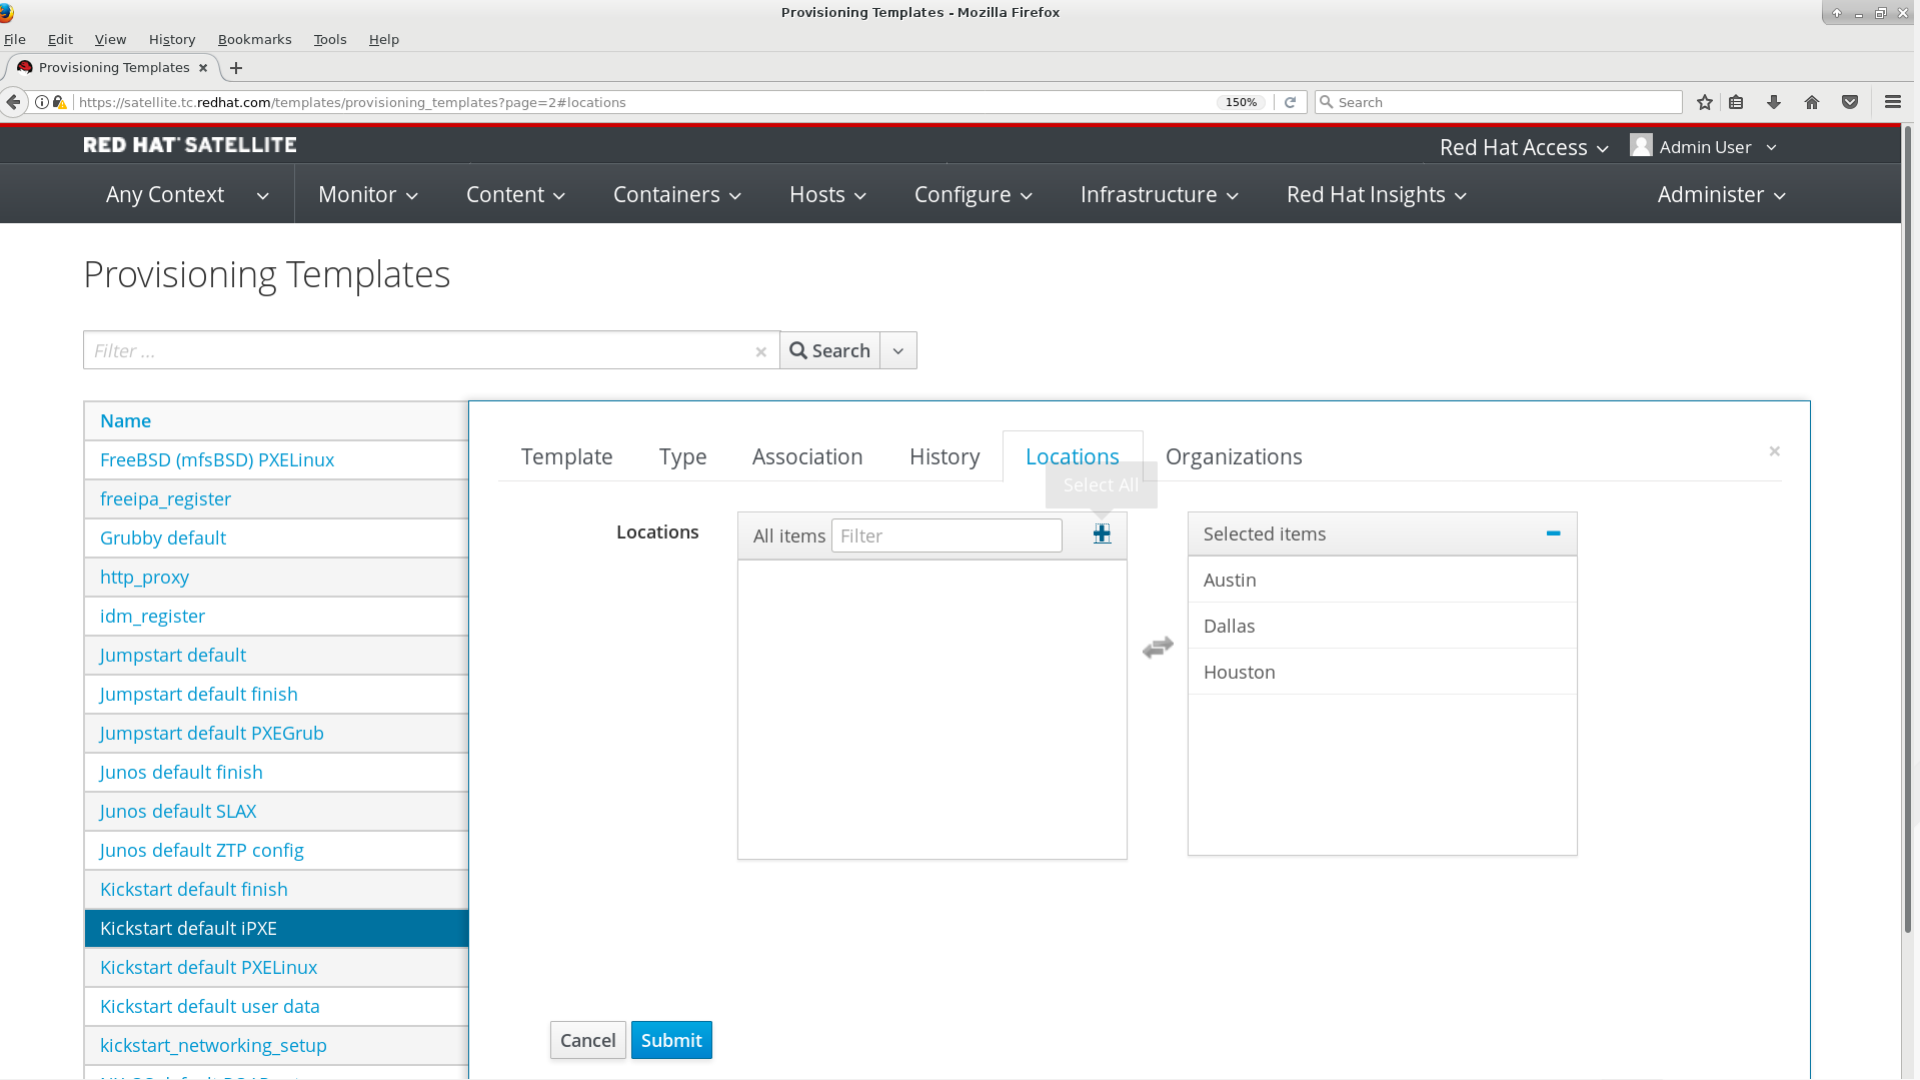 Provisioning Templates - Mozilla Firefox
File Edit View History Bookmarks Tools Help
Provisioning Templates
https://satellite.tc.redhat.com/templates/provisioning_templates?page=2#locations 150% Search
RED HAT SATELLITE Red Hat Access Admin User
Any Context Monitor Content Containers Hosts Configure Infrastructure Red Hat Insights Administer
Provisioning Templates
Filter ... Search
Name
FreeBSD (mfsBSD) PXELinux
freeipa_register
Grubby default
http_proxy
idm_register
Jumpstart default
Jumpstart default finish
Jumpstart default PXEGrub
Junos default finish
Junos default SLAX
Junos default ZTP config
Kickstart default finish
Kickstart default iPXE
Kickstart default PXELinux
Kickstart default user data
kickstart_networking_setup
Template Type Association History Locations Organizations
Select All
Locations
All items Filter
Selected items
Austin
Dallas
Houston
Cancel Submit